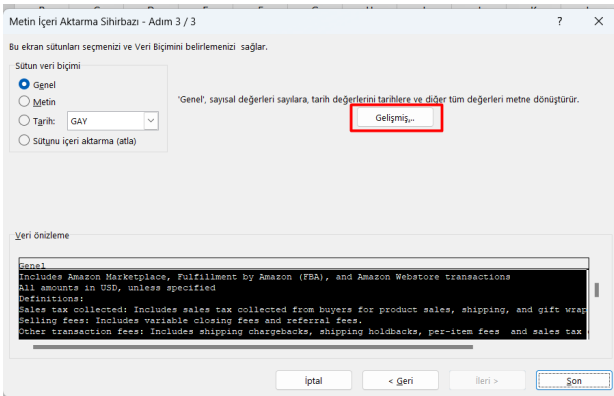 Metin İçeri Aktarma Sihirbazı - Adım 3 / 3
?
Bu ekran sütunları seçmenizi ve Veri Biçimini belirlemenizi sağlar.
Sütun veri biçimi
Genel
Metin
Tarih: GAY
Sütunu içeri aktarma (atla)
'Genel', sayısal değerleri sayılara, tarih değerlerini tarihlere ve diğer tüm değerleri metne dönüştürür.
Gelişmiş...
Veri önizleme
Genel
Includes Amazon Marketplace, Fulfillment by Amazon (FBA), and Amazon Webstore transactions
All amounts in USD, unless specified
Definitions:
Sales tax collected: Includes sales tax collected from buyers for product sales, shipping, and gift wrap
Selling fees: Includes variable closing fees and referral fees.
Other transaction fees: Includes shipping chargebacks, shipping holdbacks, per-item fees and sales tax
İptal
< Geri
İleri >
Son